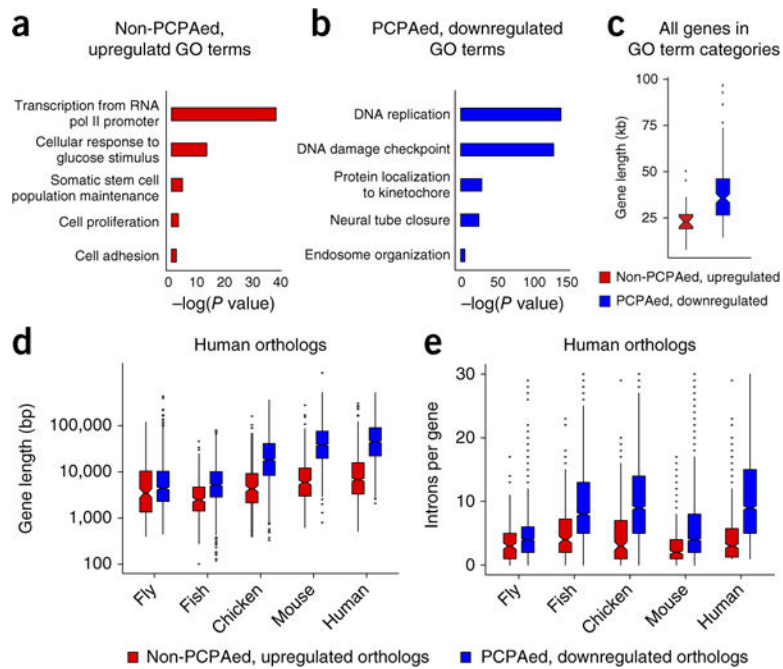 a
Non-PCPAed,
upregulatd GO terms
Transcription from RNA
pol II promoter
Cellular response to
glucose stimulus
Somatic stem cell
population maintenance
Cell proliferation
Cell adhesion
0 10 20 30 40
–log(P value)
b
PCPAed, downregulated
GO terms
DNA replication
DNA damage checkpoint
Protein localization
to kinetochore
Neural tube closure
Endosome organization
0 50 100 150
–log(P value)
c
All genes in
GO term categories
Gene length (kb)
100
75
50
25
Non-PCPAed, upregulated
PCPAed, downregulated
d
Human orthologs
Gene length (bp)
100,000
10,000
1,000
100
Fly
Fish
Chicken
Mouse
Human
e
Human orthologs
Introns per gene
30
20
10
0
Fly
Fish
Chicken
Mouse
Human
Non-PCPAed, upregulated orthologs
PCPAed, downregulated orthologs